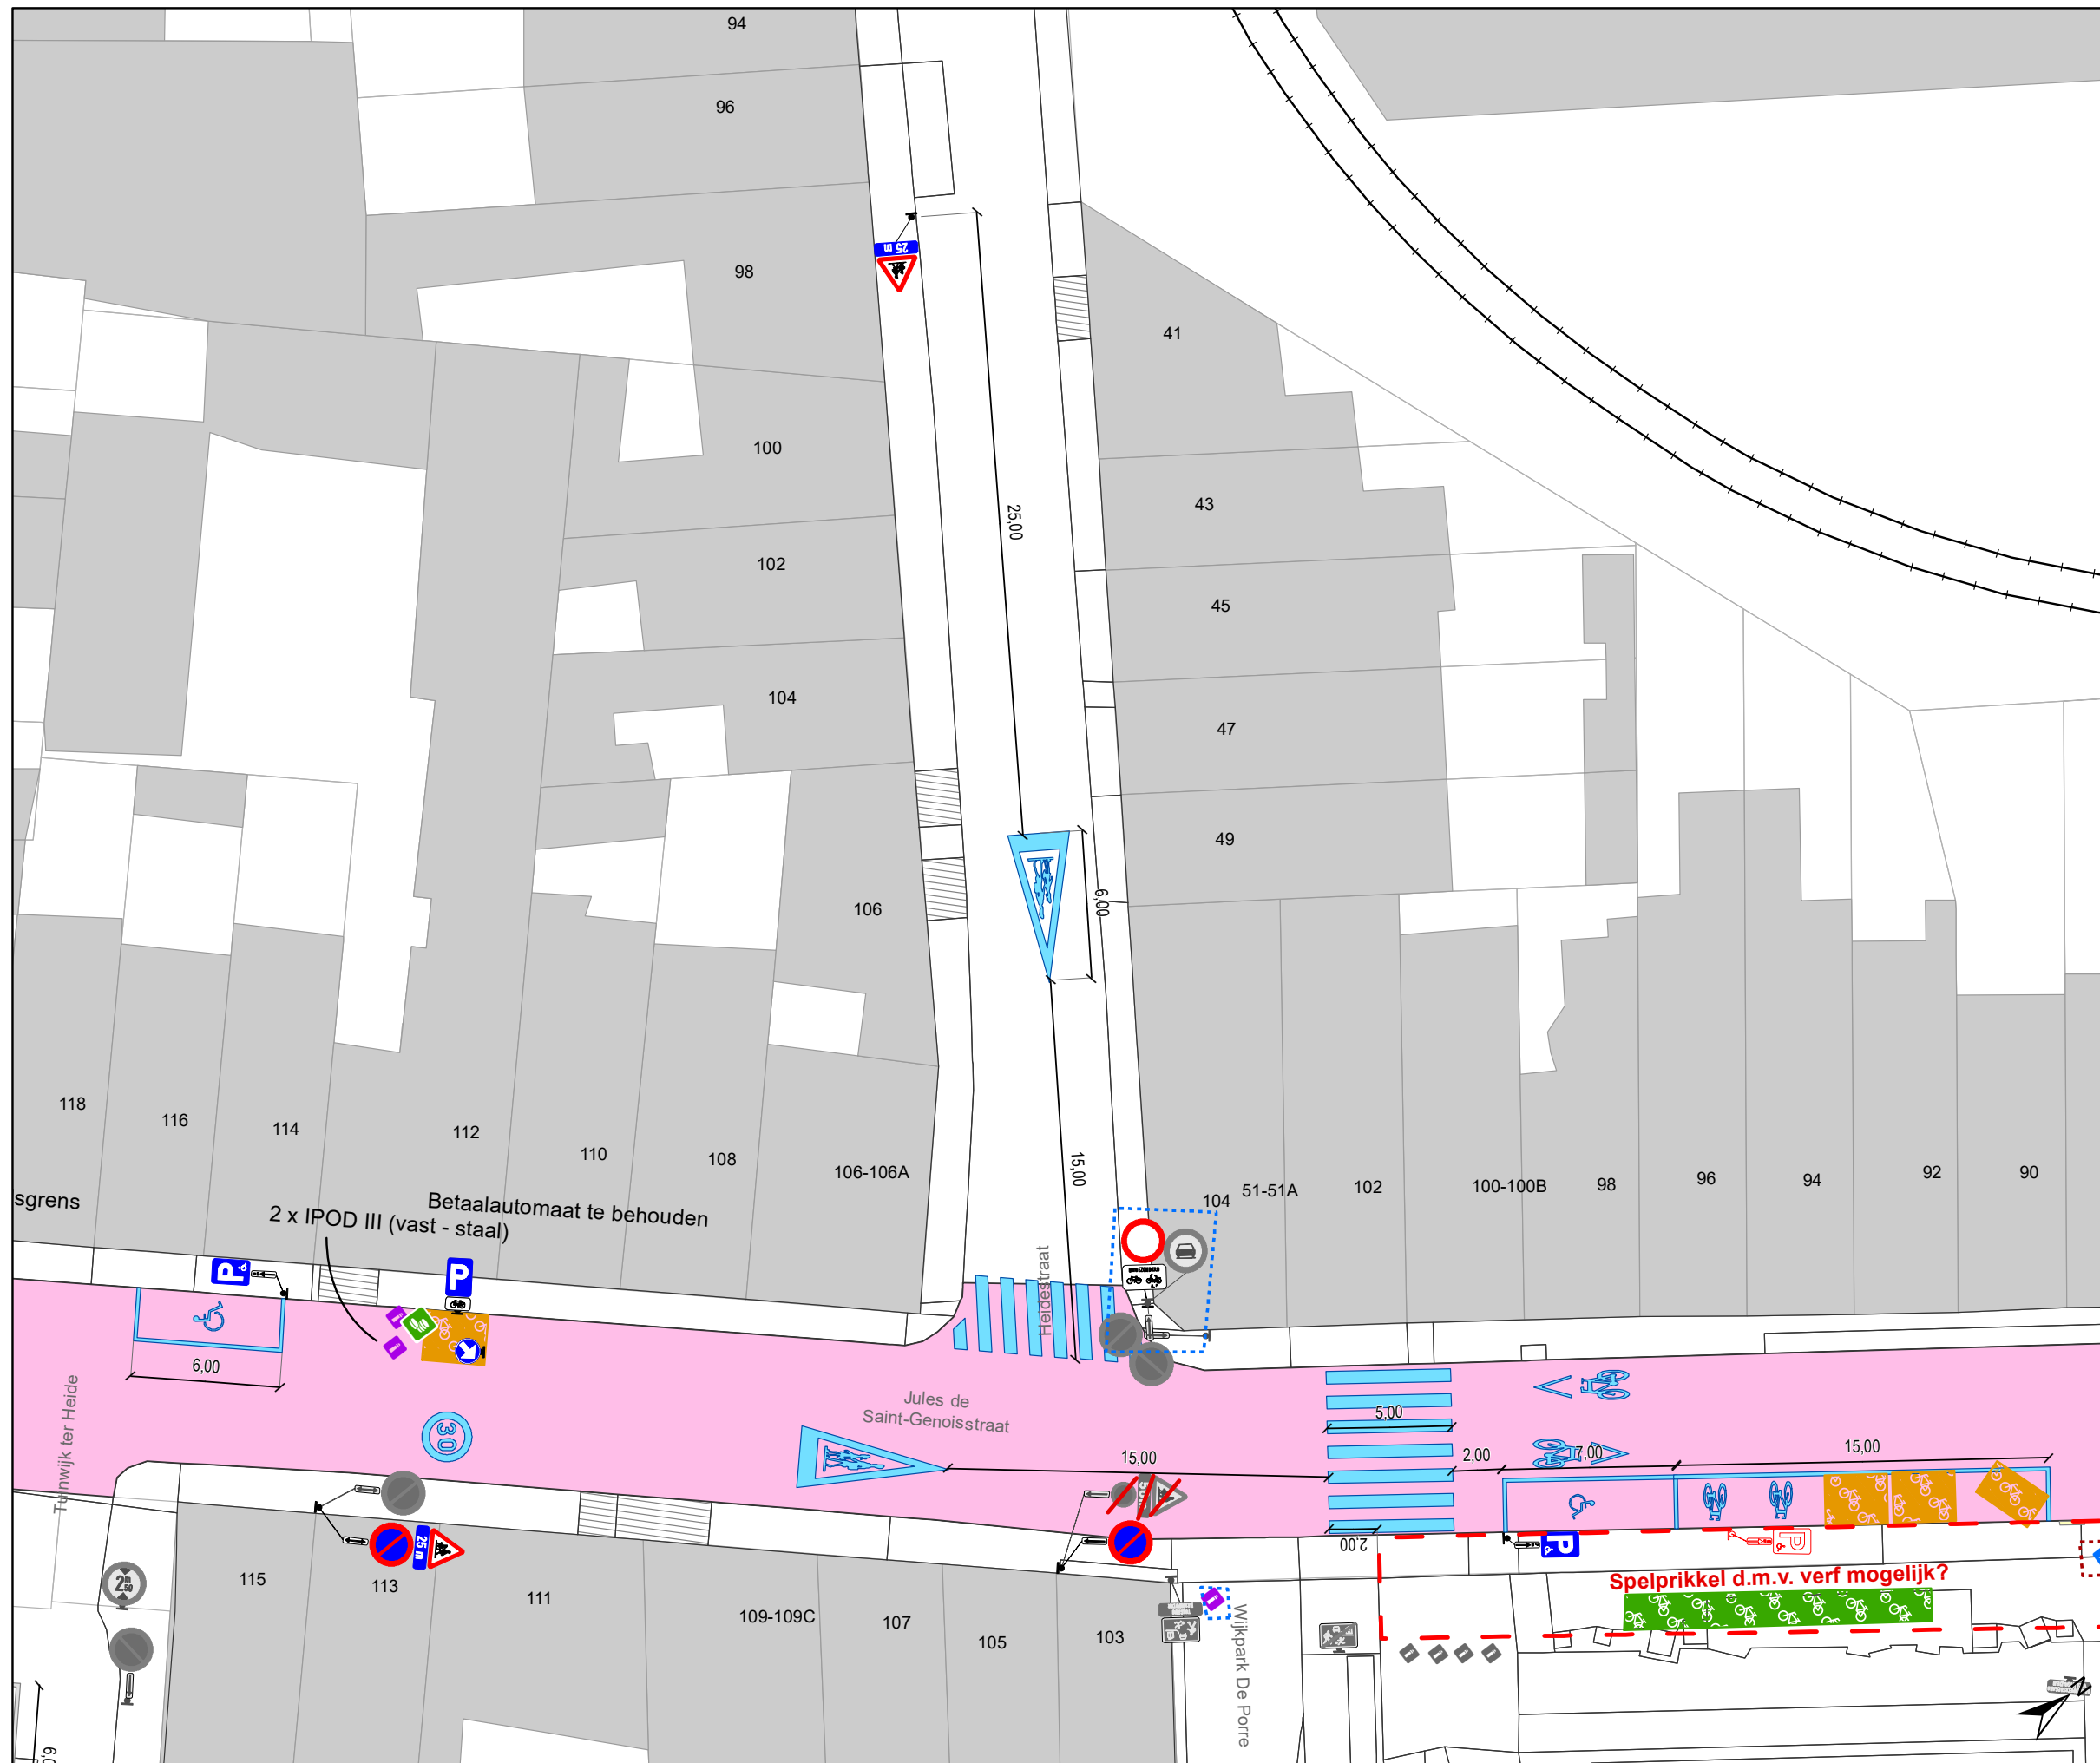 94
96
25 m
98
41
100
25,00
43
102
45
104
47
49
6,00
106
118
116
114
112
110
108
106-106A
15,00
104
51-51A
102
100-100B
98
96
94
92
90
sgrens
Betaalautomaat te behouden
2 x IPOD III (vast - staal)
P
P
Heidestraat
6,00
Tuinwijk ter Heide
30
Jules de
Saint-Genoisstraat
15,00
5,00
2,00
7,00
15,00
2,00
25 m
P
P
Spelprikkel d.m.v. verf mogelijk?
115
113
111
109-109C
107
105
103
Wijkpark De Porre
N